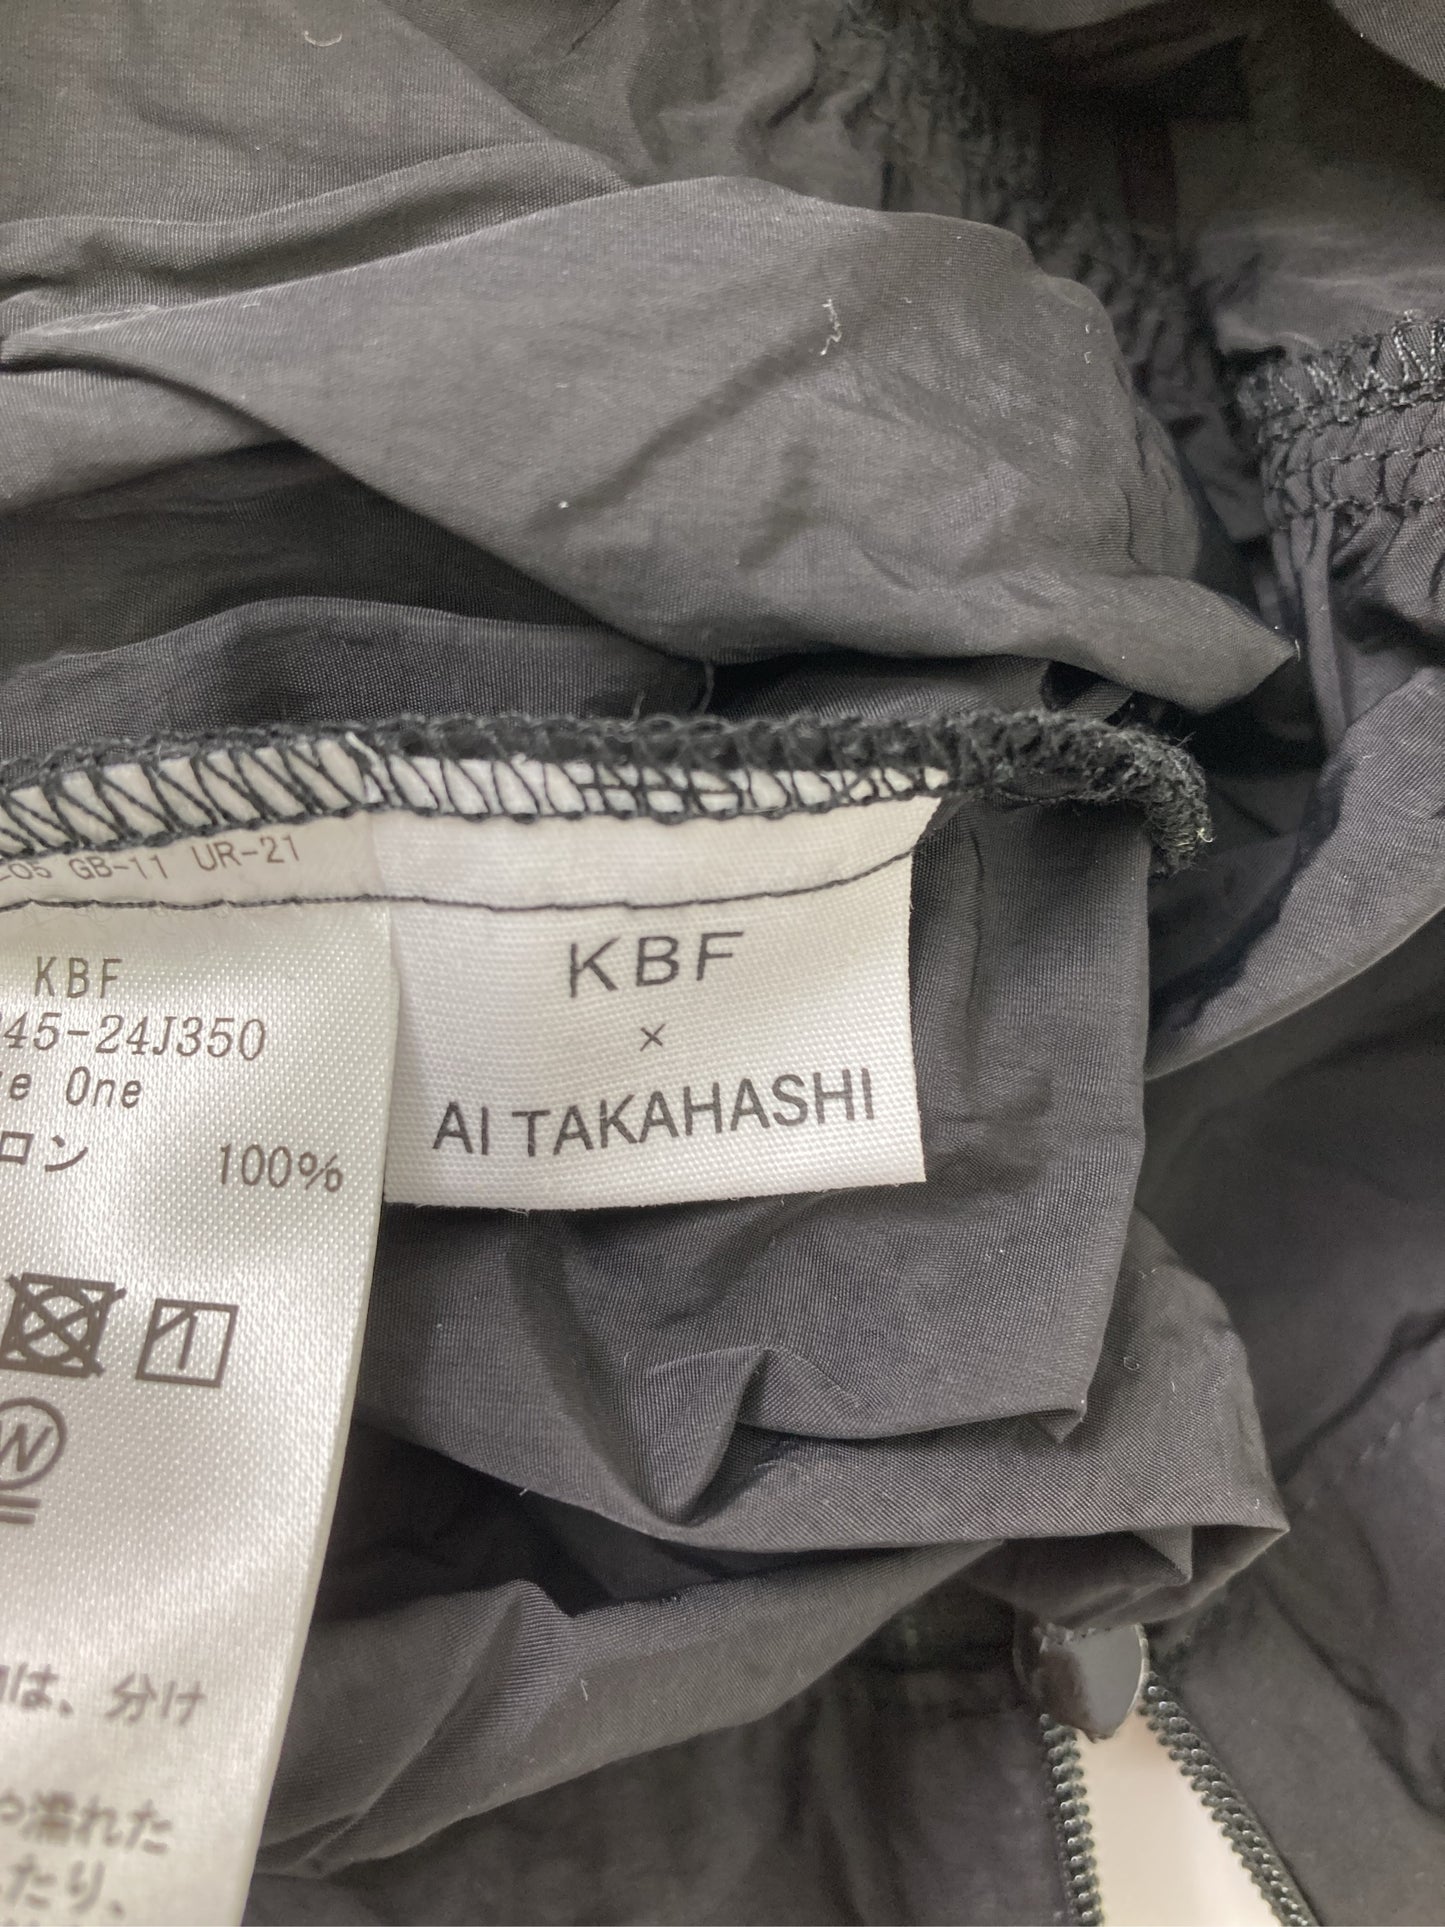 GB-11 UR-21
KBF
45-24J350
One
ロン 100%
W
は、分け
濡れた
たり、
KBF
×
AI TAKAHASHI